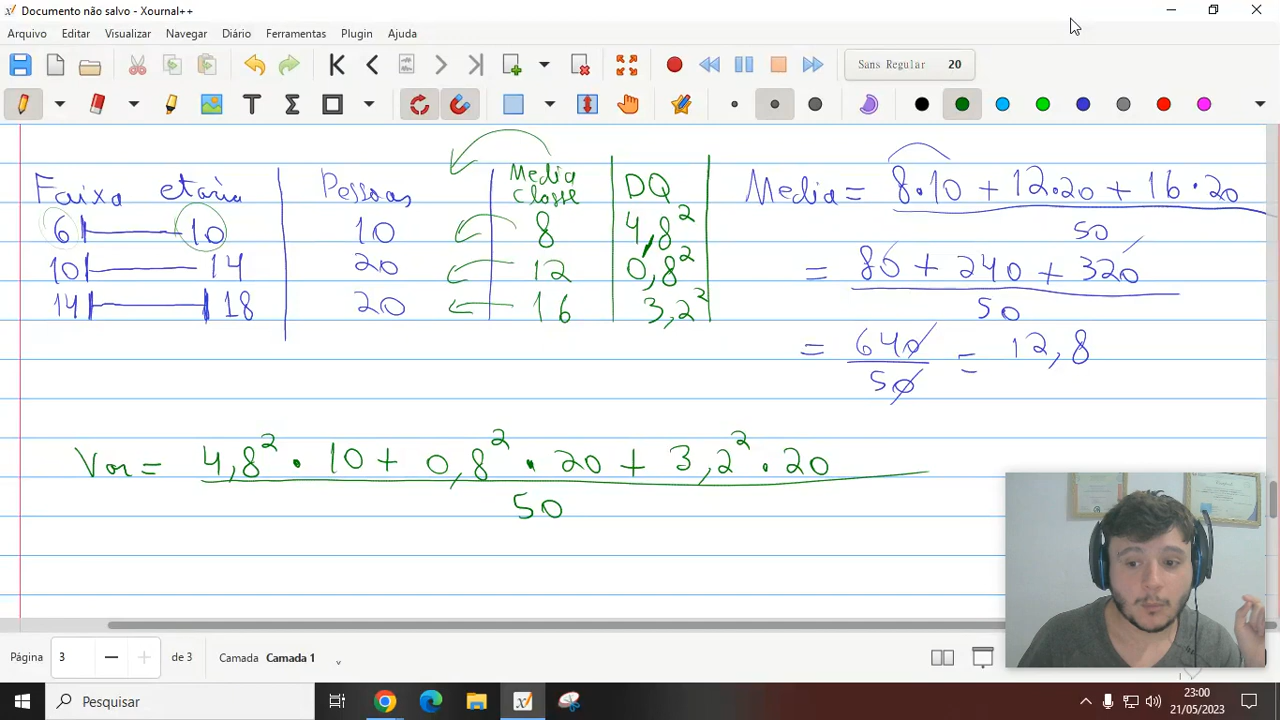 Documento não salvo - Xournal++
Arquivo Editar Visualizar Navegar Diário Ferramentas Plugin Ajuda
Sans Regular 20
Faixa etária Pessoas Media Classe DQ
6 10 10 8 4,8²
10 14 20 12 0,8²
14 18 20 16 3,2²
Media = 8·10 + 12·20 + 16·20
50
= 80 + 240 + 320
50
= 640 = 12,8
50
Var = 4,8² · 10 + 0,8² · 20 + 3,2² · 20
50
Página 3 de 3 Camada Camada 1
Pesquisar
23:00
21/05/2023